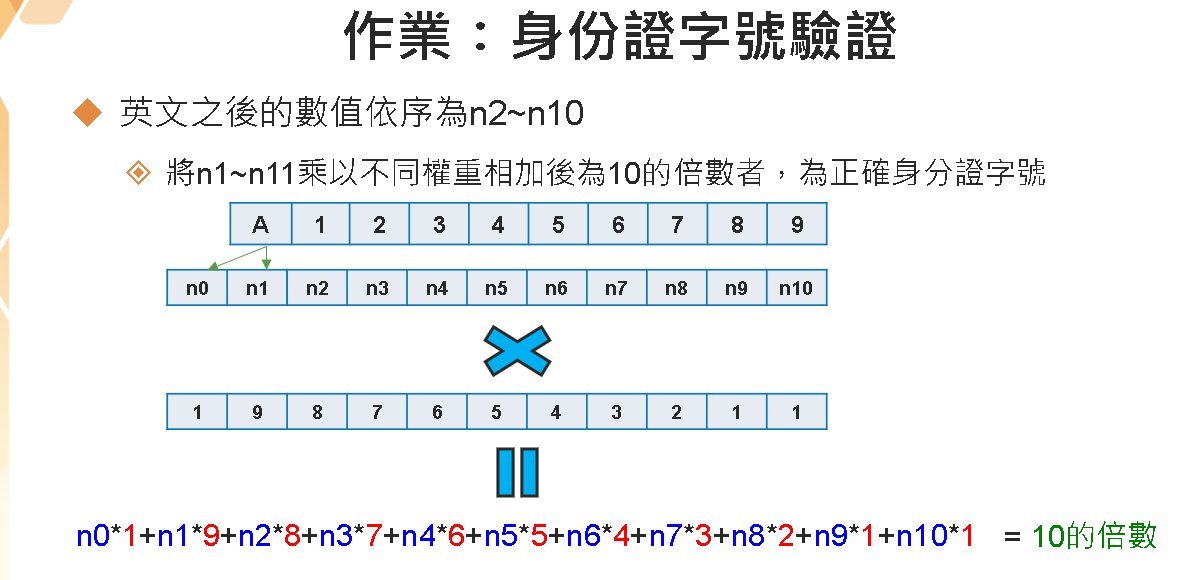 作業：身份證字號驗證
英文之後的數值依序為n2~n10
將n1~n11乘以不同權重相加後為10的倍數者，為正確身分證字號
A 1 2 3 4 5 6 7 8 9
n0 n1 n2 n3 n4 n5 n6 n7 n8 n9 n10
1 9 8 7 6 5 4 3 2 1 1
n0*1+n1*9+n2*8+n3*7+n4*6+n5*5+n6*4+n7*3+n8*2+n9*1+n10*1 = 10的倍數